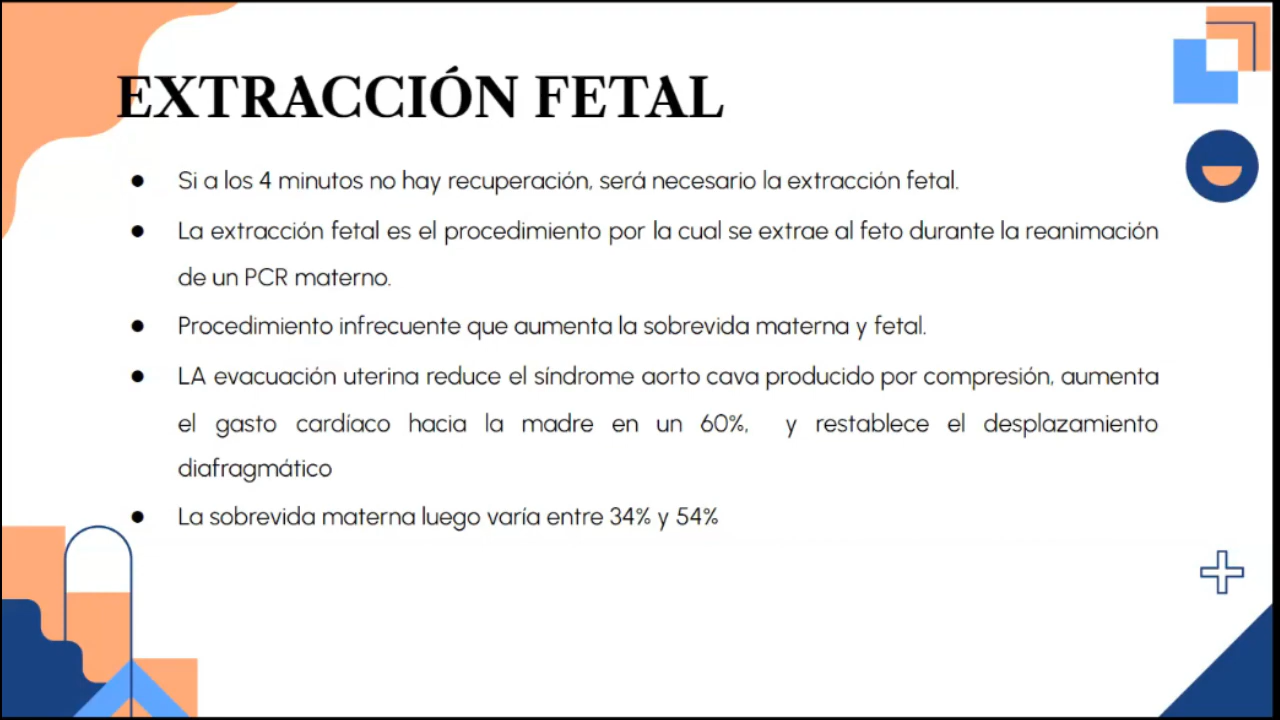 EXTRACCIÓN FETAL
● Si a los 4 minutos no hay recuperación, será necesario la extracción fetal.
● La extracción fetal es el procedimiento por la cual se extrae al feto durante la reanimación
de un PCR materno.
● Procedimiento infrecuente que aumenta la sobrevida materna y fetal.
● LA evacuación uterina reduce el síndrome aorto cava producido por compresión, aumenta
el gasto cardíaco hacia la madre en un 60%, y restablece el desplazamiento
diafragmático
● La sobrevida materna luego varía entre 34% y 54%